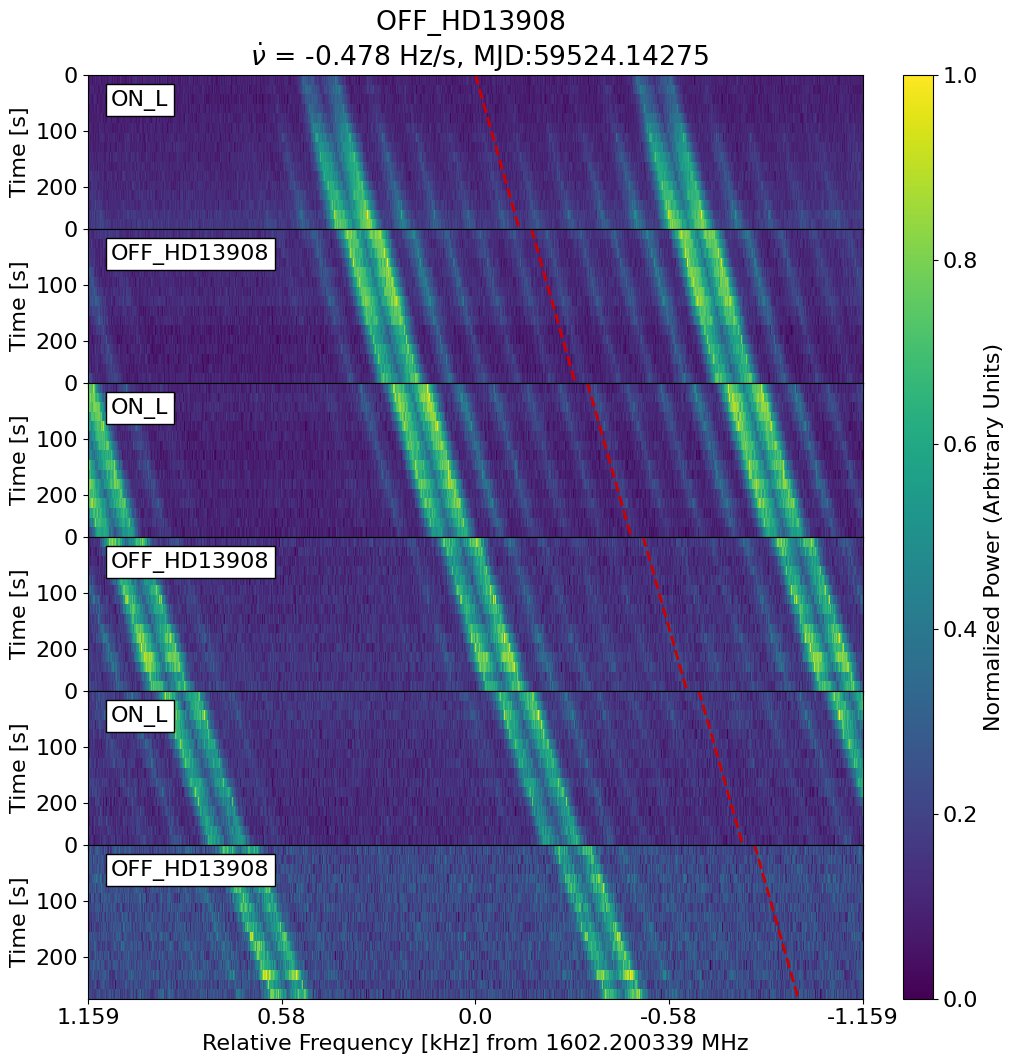 OFF_HD13908
ν̇ = -0.478 Hz/s, MJD:59524.14275
0
100
200
Time [s]
ON_L
0
100
200
Time [s]
OFF_HD13908
0
100
200
Time [s]
ON_L
0
100
200
Time [s]
OFF_HD13908
0
100
200
Time [s]
ON_L
0
100
200
Time [s]
OFF_HD13908
1.159 0.58 0.0 -0.58 -1.159
Relative Frequency [kHz] from 1602.200339 MHz
1.0
0.8
0.6
0.4
0.2
0.0
Normalized Power (Arbitrary Units)